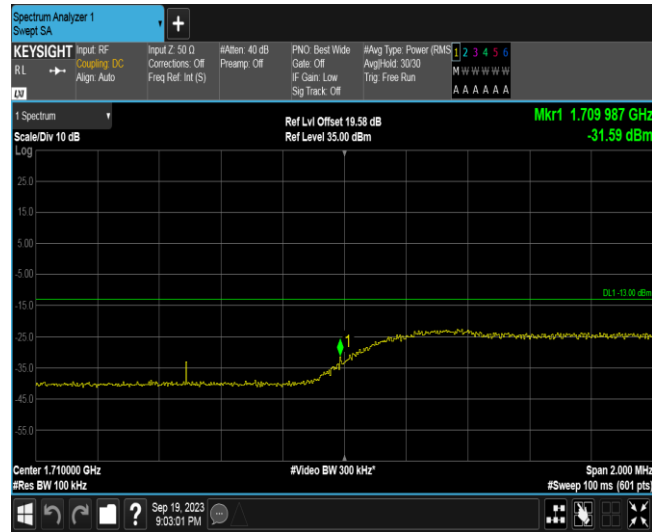 Spectrum Analyzer 1
Swept SA
+
KEYSIGHT Input: RF
RL
Coupling: DC
Align: Auto
LXI
Input Z: 50 Ω
Corrections: Off
Freq Ref: Int (S)
#Atten: 40 dB
Preamp: Off
PNO: Best Wide
Gate: Off
IF Gain: Low
Sig Track: Off
#Avg Type: Power (RMS
Avg|Hold: 30/30
Trig: Free Run
1 2 3 4 5 6
M W W W W W
A A A A A A
1 Spectrum
Scale/Div 10 dB
Log
Ref Lvl Offset 19.58 dB
Ref Level 35.00 dBm
Mkr1 1.709 987 GHz
-31.59 dBm
25.0
15.0
5.00
-5.00
DL1 -13.00 dBm
-15.0
1
-25.0
-35.0
-45.0
-55.0
Center 1.710000 GHz
#Res BW 100 kHz
#Video BW 300 kHz*
Span 2.000 MHz
#Sweep 100 ms (601 pts)
?
Sep 19, 2023
9:03:01 PM